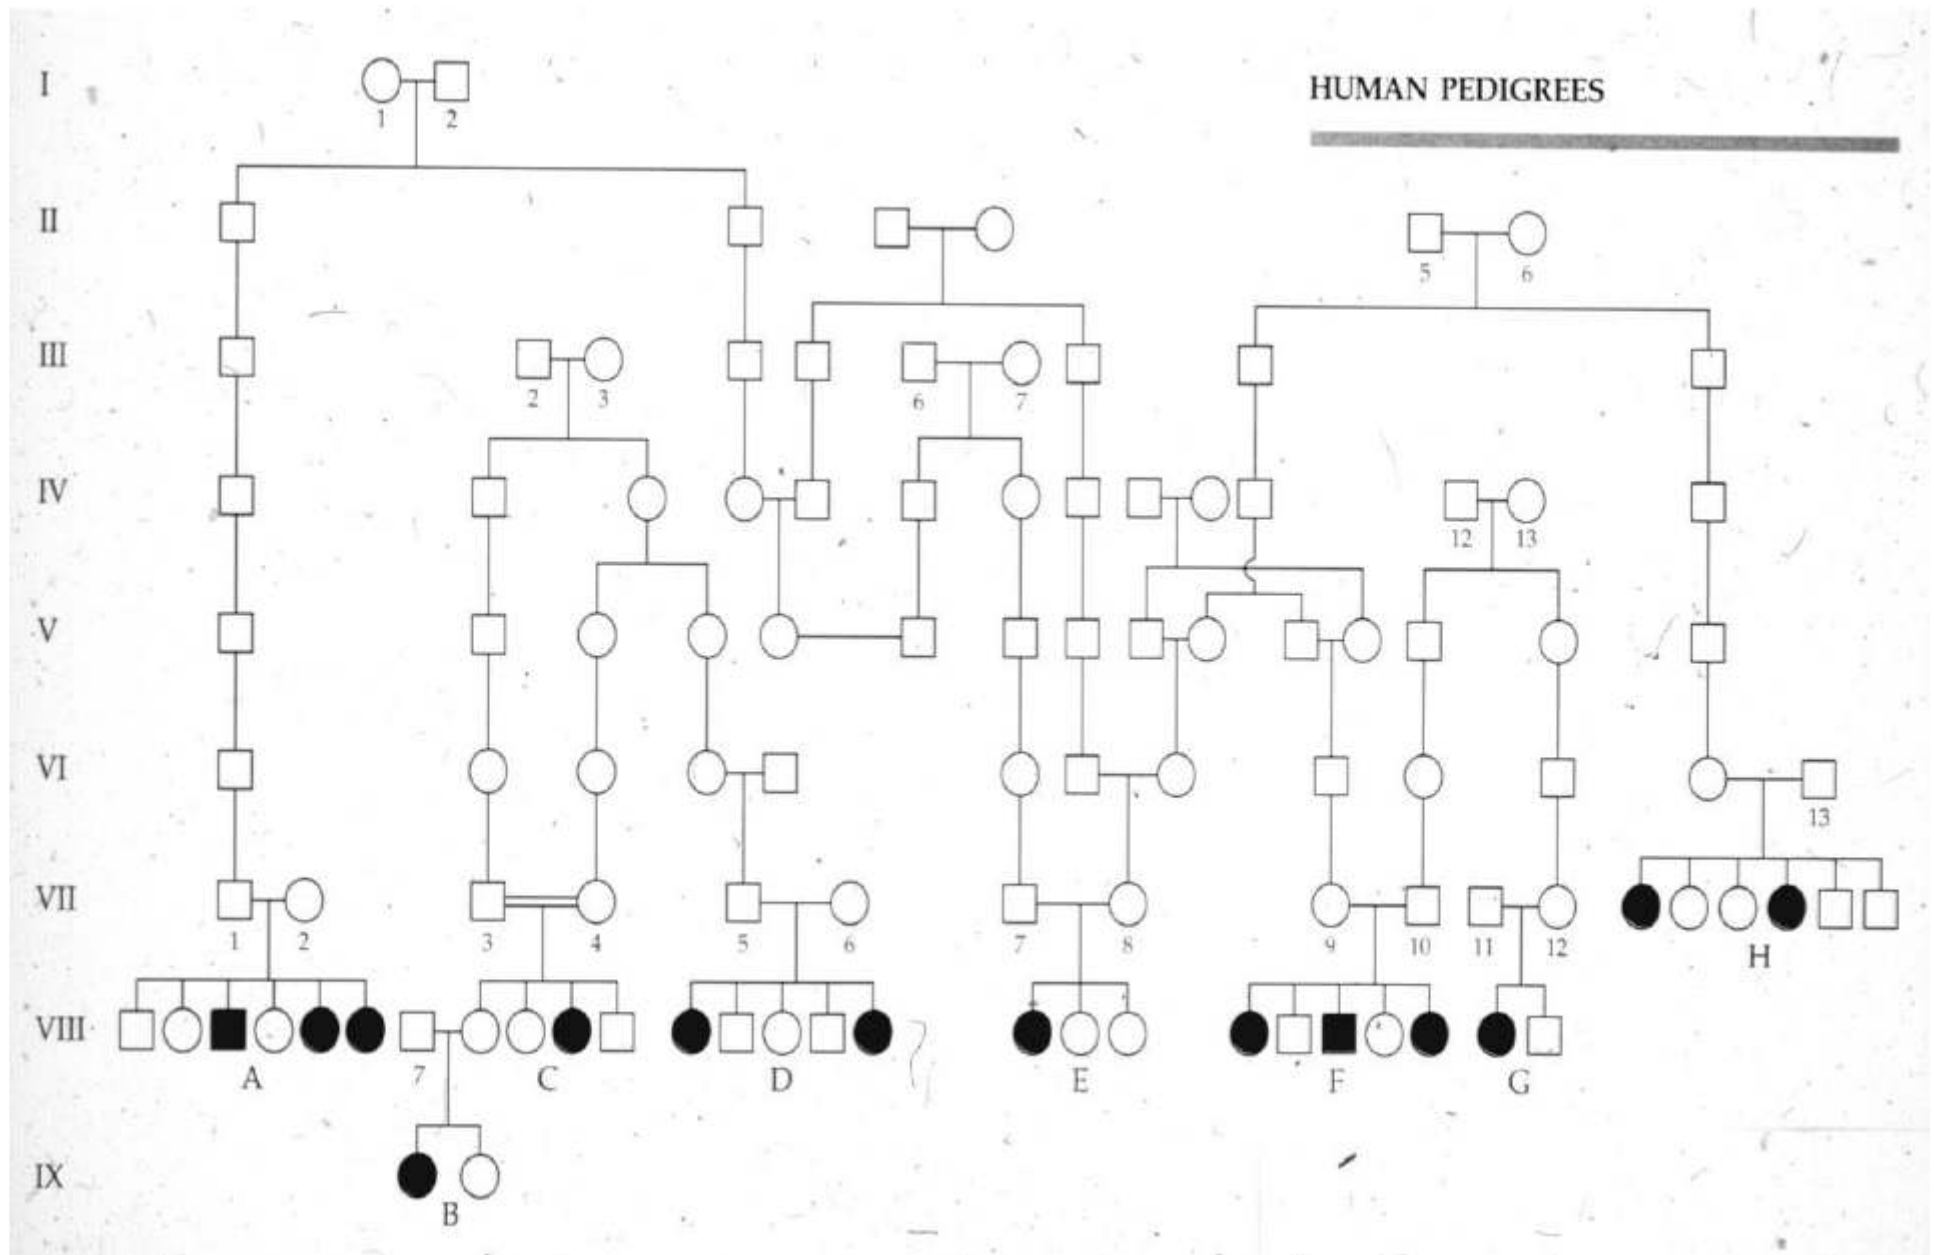 I
HUMAN PEDIGREES
1 2
II
5 6
III
2 3 6 7
IV
12 13
V
VI
13
VII
1 2 3 4 5 6 7 8 9 10 11 12
H
VIII
7
A C D E F G
IX
B